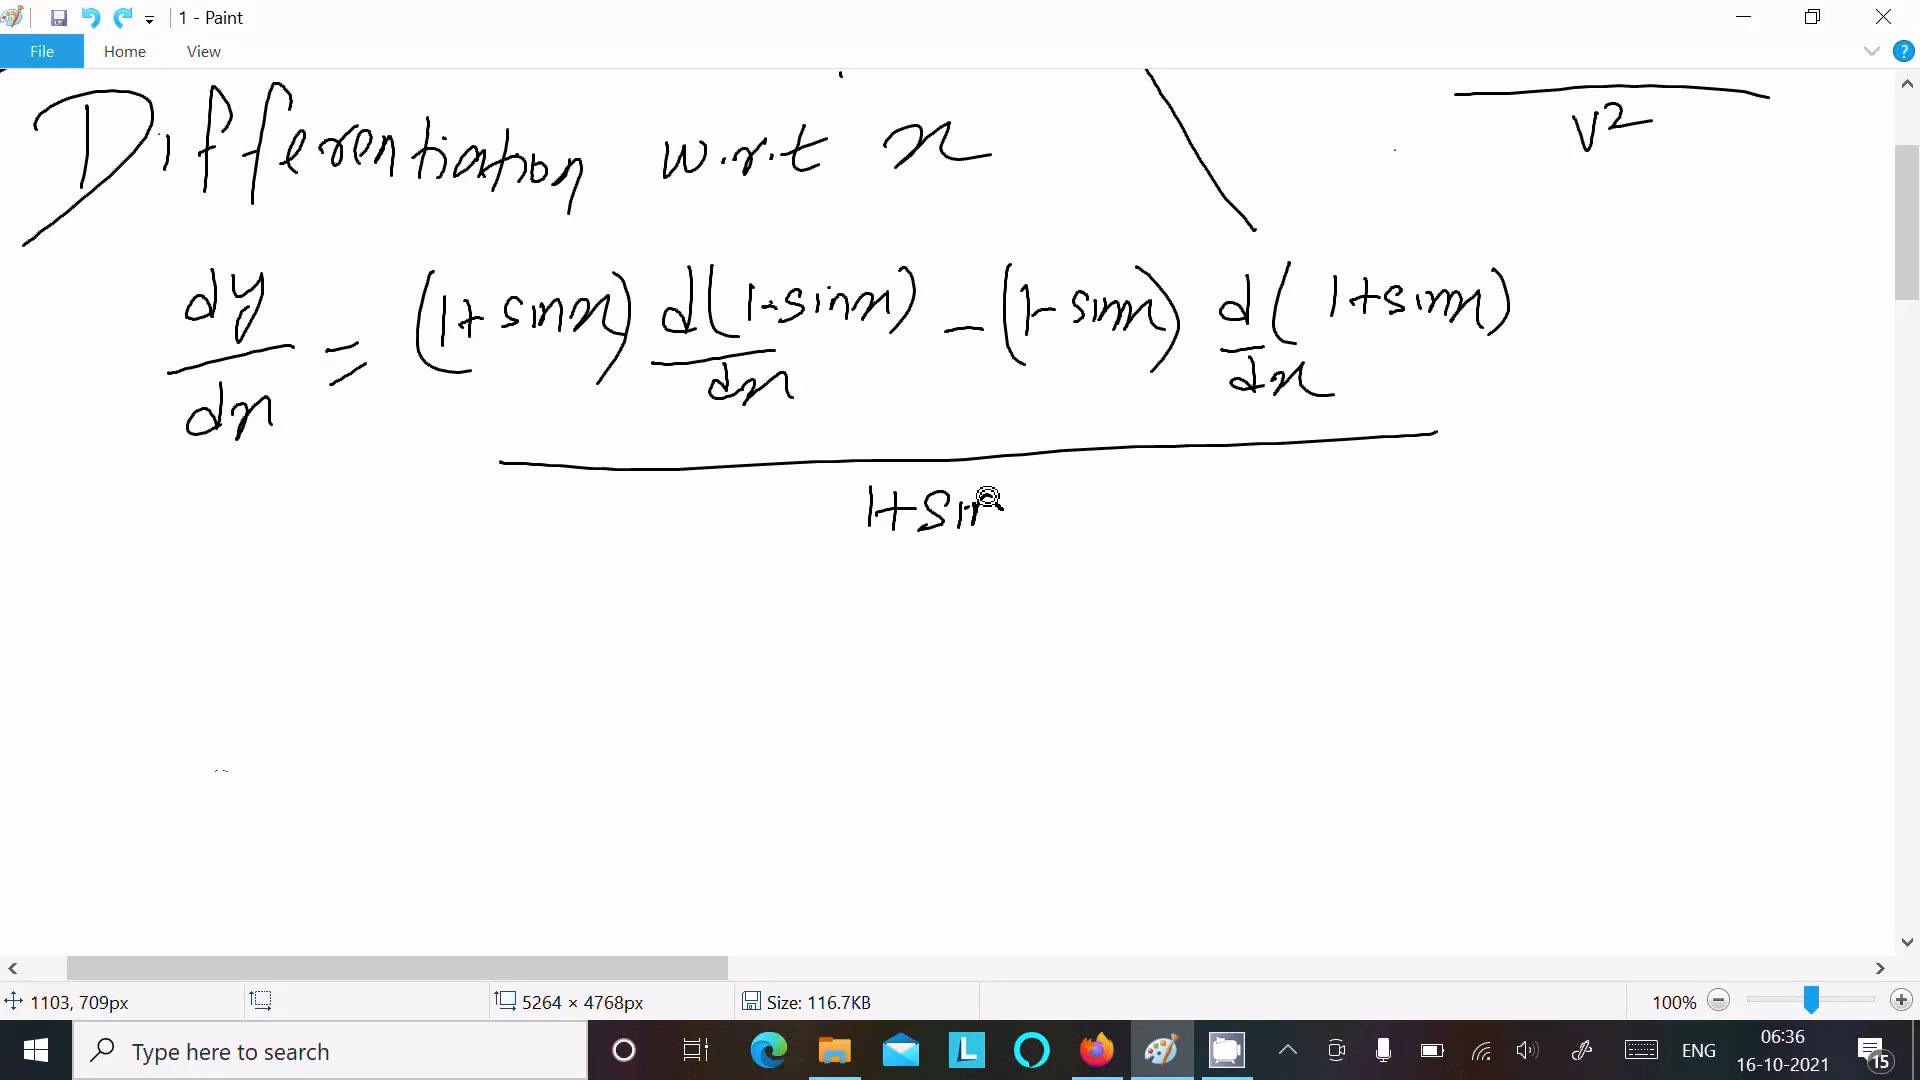 1 - Paint
File Home View
Differentiation w.r.t x
V²
dy/dx = (1+sinx) d(1-sinx)/dx - (1-sinx) d/dx (1+sinx)
1+sin
1103, 709px 5264 × 4768px Size: 116.7KB 100%
Type here to search L ENG 06:36
16-10-2021 15